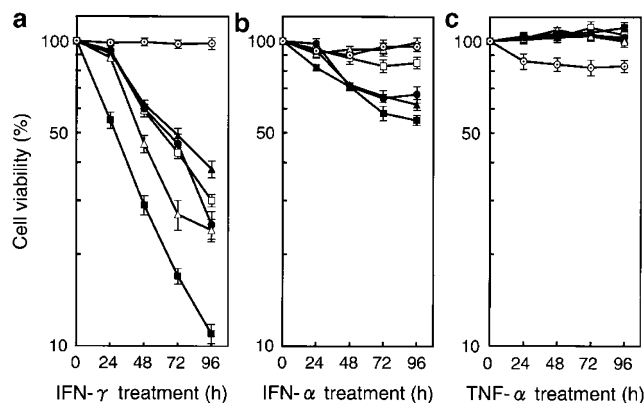 a
b
c
Cell viability (%)
100
50
10
0 24 48 72 96
IFN-γ treatment (h)
100
50
10
0 24 48 72 96
IFN-α treatment (h)
100
50
10
0 24 48 72 96
TNF-α treatment (h)